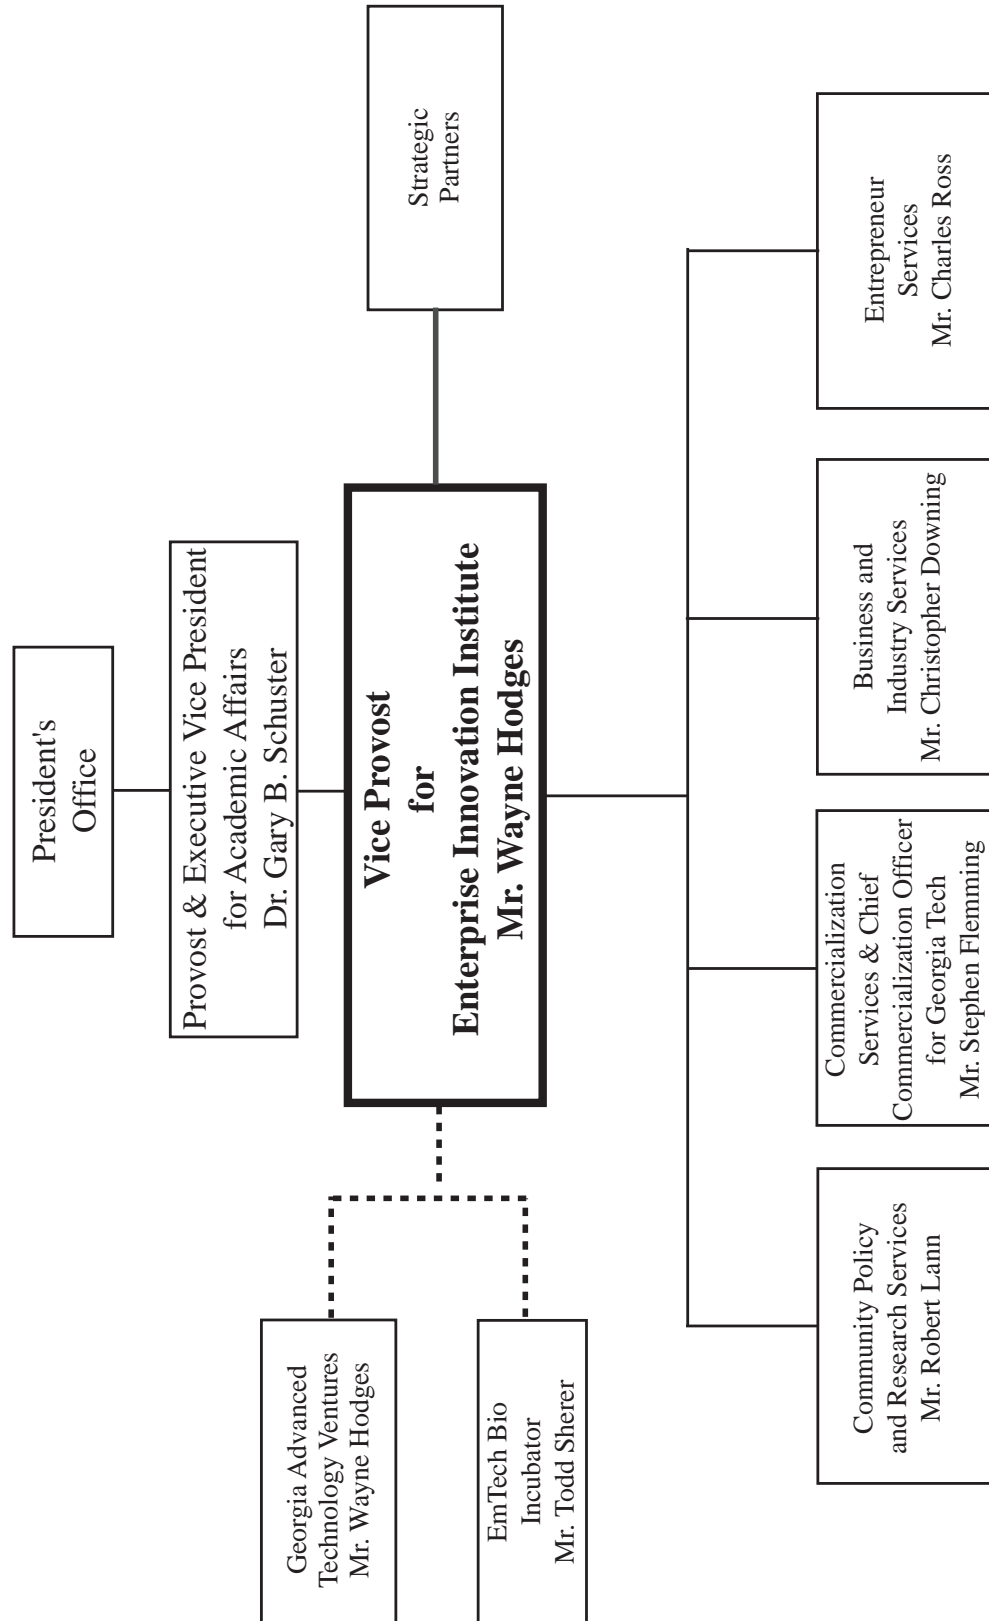 President's
Office
Provost & Executive Vice President
for Academic Affairs
Dr. Gary B. Schuster
Vice Provost
for
Enterprise Innovation Institute
Mr. Wayne Hodges
Strategic
Partners
Georgia Advanced
Technology Ventures
Mr. Wayne Hodges
EmTech Bio
Incubator
Mr. Todd Sherer
Community Policy
and Research Services
Mr. Robert Lann
Commercialization
Services & Chief
Commercialization Officer
for Georgia Tech
Mr. Stephen Flemming
Business and
Industry Services
Mr. Christopher Downing
Entrepreneur
Services
Mr. Charles Ross